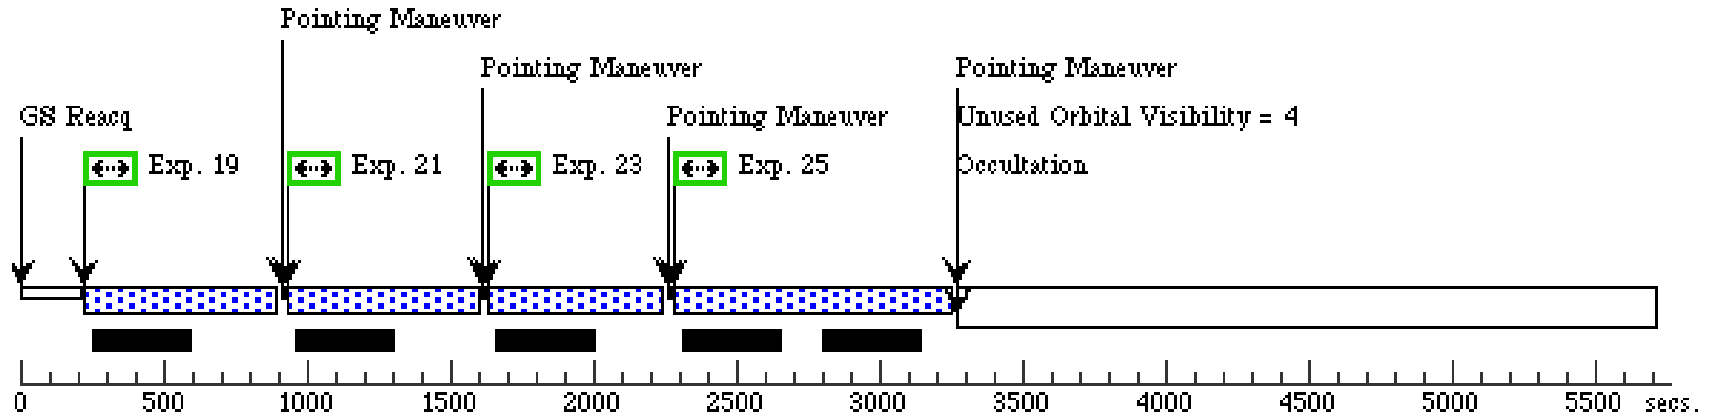 Pointing Maneuver
Pointing Maneuver Pointing Maneuver
GS Reacq Pointing Maneuver Unused Orbital Visibility = 4
Exp. 19 Exp. 21 Exp. 23 Exp. 25 Occultation
0 500 1000 1500 2000 2500 3000 3500 4000 4500 5000 5500 secs.